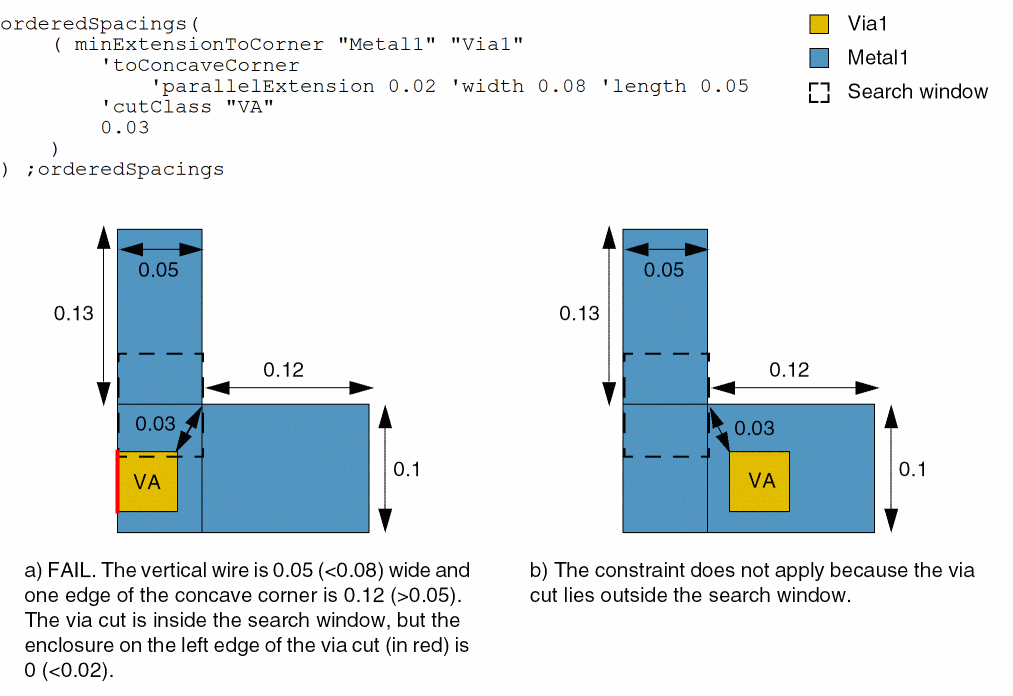 orderedSpacings(
( minExtensionToCorner "Metal1" "Via1"
'toConcaveCorner
'parallelExtension 0.02 'width 0.08 'length 0.05
'cutClass "VA"
0.03
)
) ;orderedSpacings
Via1
Metal1
Search window
0.05
0.13
0.12
0.03
VA
0.1
0.05
0.13
0.12
0.03
VA
0.1
a) FAIL. The vertical wire is 0.05 (<0.08) wide and
one edge of the concave corner is 0.12 (>0.05).
The via cut is inside the search window, but the
enclosure on the left edge of the via cut (in red) is
0 (<0.02).
b) The constraint does not apply because the via
cut lies outside the search window.